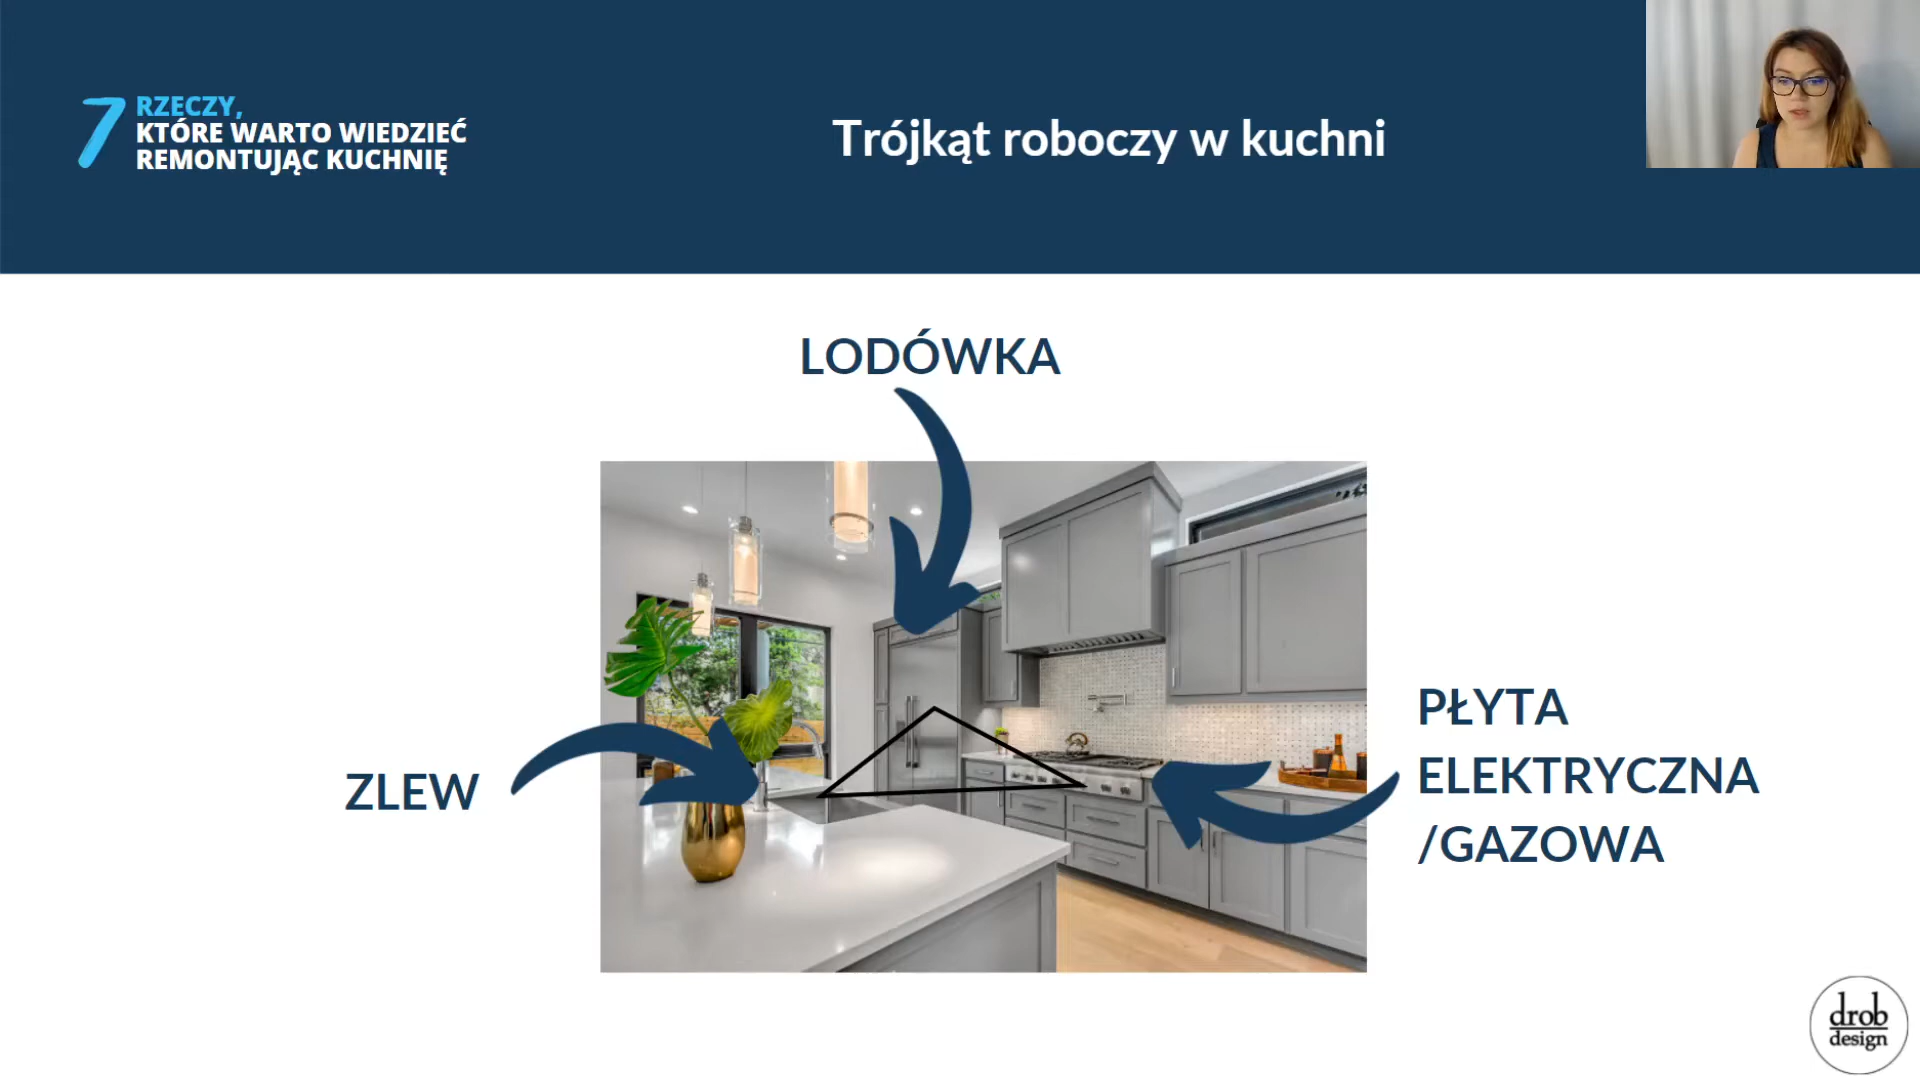 7 RZECZY,
KTÓRE WARTO WIEDZIEĆ
REMONTUJĄC KUCHNIĘ
Trójkąt roboczy w kuchni
LODÓWKA
ZLEW
PŁYTA
ELEKTRYCZNA
/GAZOWA
drob
design